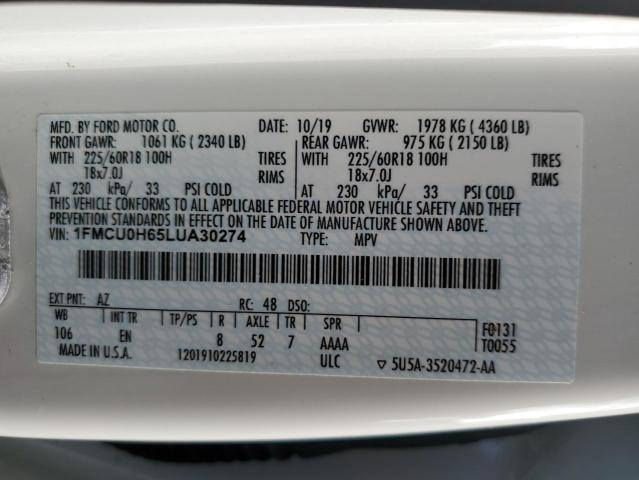 MFD. BY FORD MOTOR CO. DATE: 10/19 GVWR: 1978 KG ( 4360 LB)
FRONT GAWR: 1061 KG ( 2340 LB) REAR GAWR: 975 KG ( 2150 LB)
WITH 225/60R18 100H TIRES WITH 225/60R18 100H TIRES
18x7.0J RIMS 18x7.0J RIMS
AT 230 kPa/ 33 PSI COLD AT 230 kPa/ 33 PSI COLD
THIS VEHICLE CONFORMS TO ALL APPLICABLE FEDERAL MOTOR VEHICLE SAFETY AND THEFT
PREVENTION STANDARDS IN EFFECT ON THE DATE OF MANUFACTURE SHOWN ABOVE.
VIN: 1FMCU0H65LUA30274 TYPE: MPV
EXT PNT: AZ RC: 48 DSO:
WB INT TR TP/PS R AXLE TR SPR F0131
106 EN 8 52 7 AAAA T0055
MADE IN U.S.A. 1201910225819 ULC ▽ 5U5A-3520472-AA